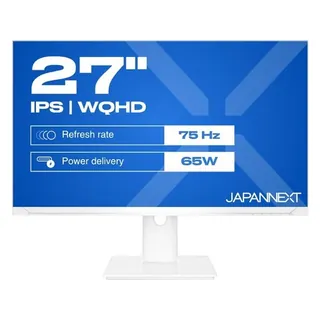 27"
IPS | WQHD
Refresh rate 75 Hz
Power delivery 65W
JAPANNEXT